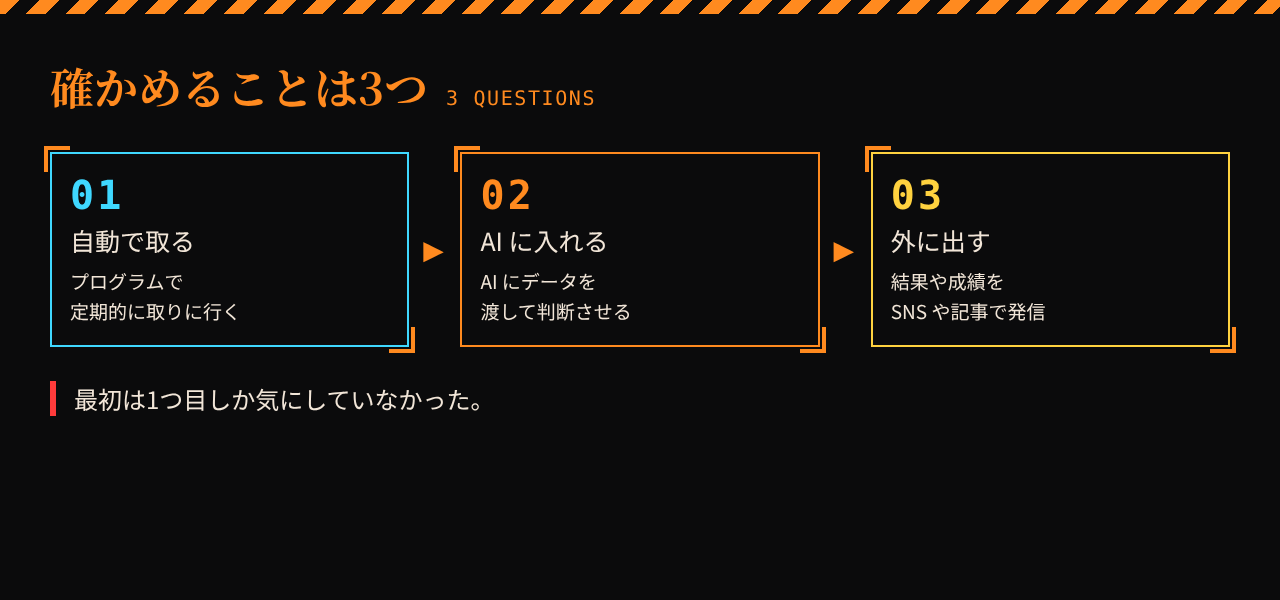 確かめることは3つ 3 QUESTIONS
01
自動で取る
プログラムで
定期的に取りに行く
▶
02
AI に入れる
AI にデータを
渡して判断させる
▶
03
外に出す
結果や成績を
SNS や記事で発信
最初は1つ目しか気にしていなかった。